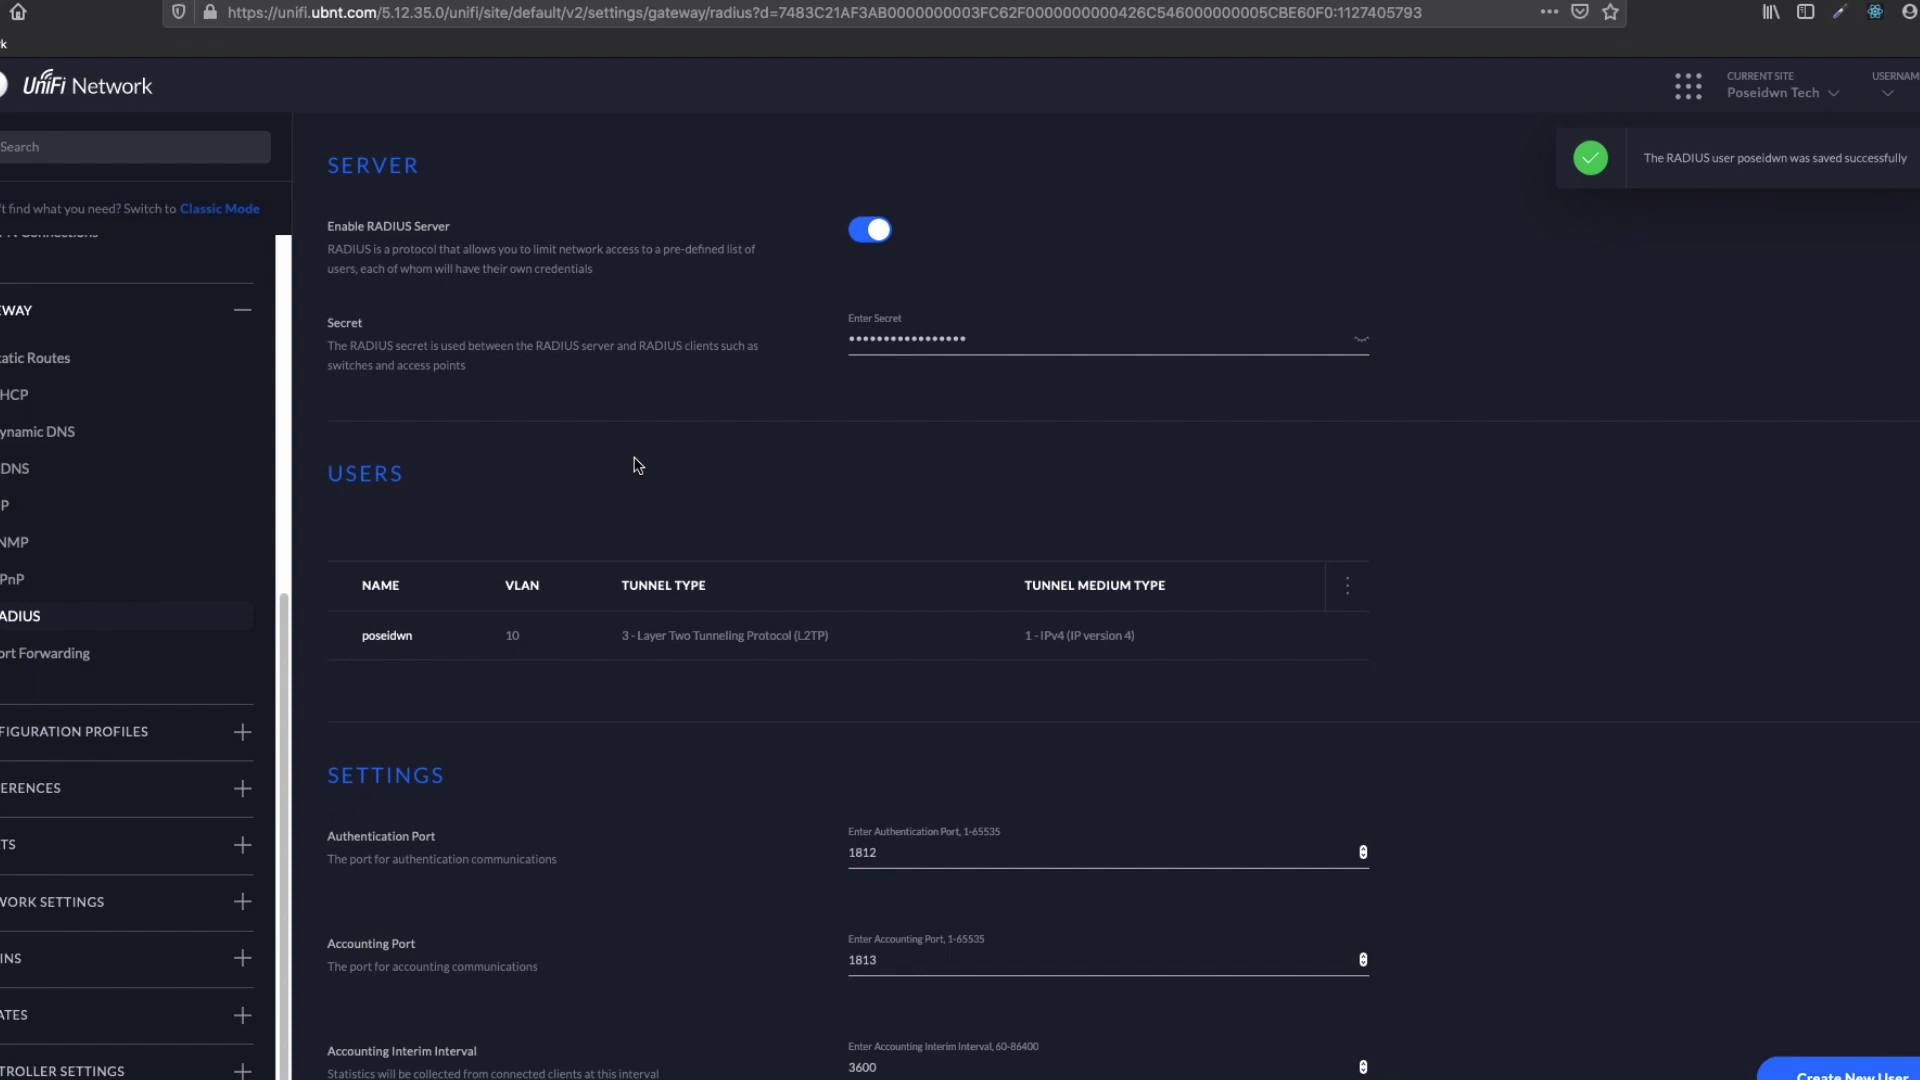 https://unifi.ubnt.com/5.12.35.0/unifi/site/default/v2/settings/gateway/radius?d=7483C21AF3AB0000000003FC62F0000000000426C546000000005CBE60F0:1127405793
k
UniFi Network
CURRENT SITE
Poseidwn Tech
USERNAM
Search
't find what you need? Switch to Classic Mode
The RADIUS user poseidwn was saved successfully
SERVER
Enable RADIUS Server
RADIUS is a protocol that allows you to limit network access to a pre-defined list of
users, each of whom will have their own credentials
Secret
Enter Secret
•••••••••••••••••
The RADIUS secret is used between the RADIUS server and RADIUS clients such as
switches and access points
EWAY
tatic Routes
HCP
ynamic DNS
DNS
P
NMP
PnP
ADIUS
ort Forwarding
FIGURATION PROFILES
ERENCES
TS
WORK SETTINGS
INS
ATES
TROLLER SETTINGS
USERS
NAME VLAN TUNNEL TYPE TUNNEL MEDIUM TYPE
poseidwn 10 3 - Layer Two Tunneling Protocol (L2TP) 1 - IPv4 (IP version 4)
SETTINGS
Authentication Port
The port for authentication communications
Enter Authentication Port, 1-65535
1812
Accounting Port
The port for accounting communications
Enter Accounting Port, 1-65535
1813
Accounting Interim Interval
Statistics will be collected from connected clients at this interval
Enter Accounting Interim Interval, 60-86400
3600
Create New User